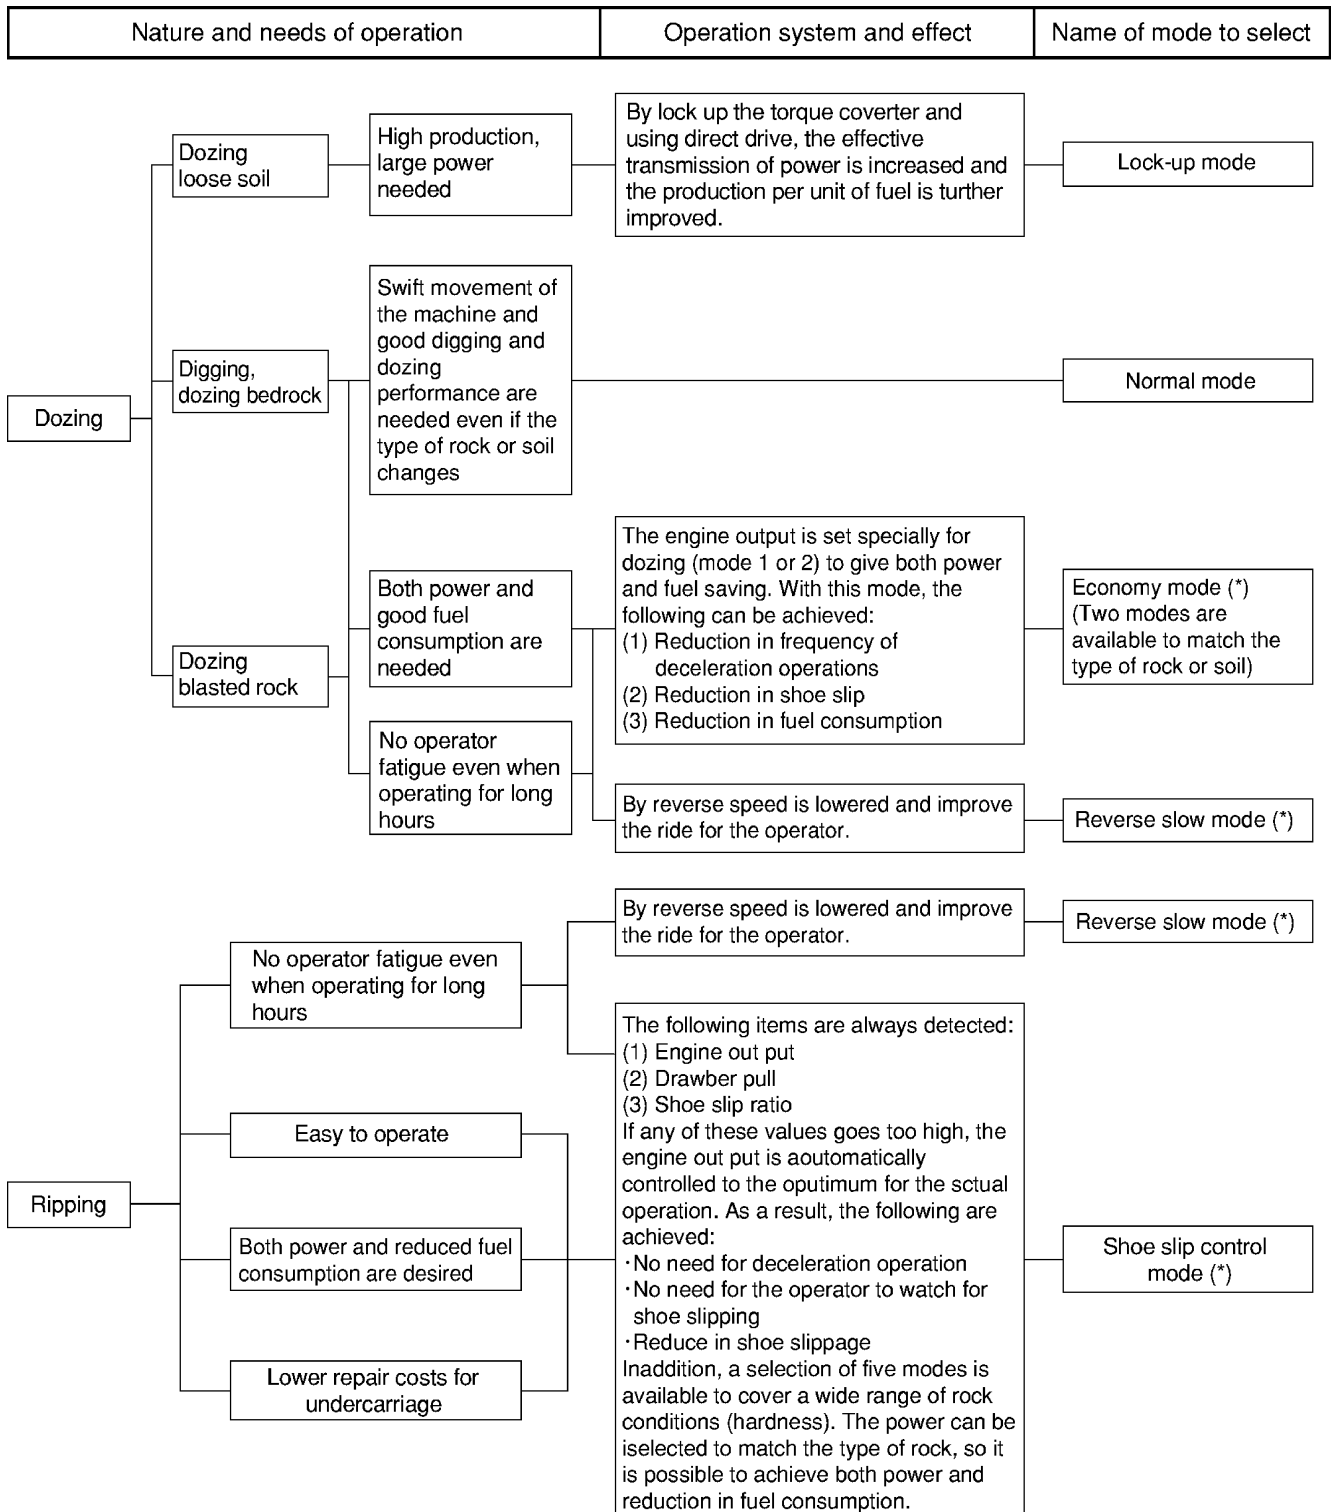 Nature and needs of operation
Operation system and effect
Name of mode to select
Dozing
Dozing
loose soil
High production,
large power
needed
By lock up the torque coverter and
using direct drive, the effective
transmission of power is increased and
the production per unit of fuel is turther
improved.
Lock-up mode
Digging,
dozing bedrock
Swift movement of
the machine and
good digging and
dozing
performance are
needed even if the
type of rock or soil
changes
Normal mode
Dozing
blasted rock
Both power and
good fuel
consumption are
needed
The engine output is set specially for
dozing (mode 1 or 2) to give both power
and fuel saving. With this mode, the
following can be achieved:
(1) Reduction in frequency of
deceleration operations
(2) Reduction in shoe slip
(3) Reduction in fuel consumption
Economy mode (*)
(Two modes are
available to match the
type of rock or soil)
No operator
fatigue even when
operating for long
hours
By reverse speed is lowered and improve
the ride for the operator.
Reverse slow mode (*)
Ripping
No operator fatigue even
when operating for long
hours
By reverse speed is lowered and improve
the ride for the operator.
Reverse slow mode (*)
Easy to operate
Both power and reduced fuel
consumption are desired
Lower repair costs for
undercarriage
The following items are always detected:
(1) Engine out put
(2) Drawber pull
(3) Shoe slip ratio
If any of these values goes too high, the
engine out put is aoutomatically
controlled to the oputimum for the sctual
operation. As a result, the following are
achieved:
·No need for deceleration operation
·No need for the operator to watch for
shoe slipping
·Reduce in shoe slippage
Inaddition, a selection of five modes is
available to cover a wide range of rock
conditions (hardness). The power can be
iselected to match the type of rock, so it
is possible to achieve both power and
reduction in fuel consumption.
Shoe slip control
mode (*)